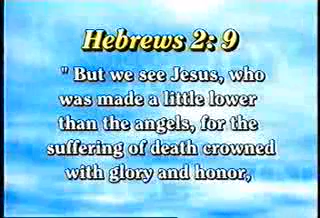 Hebrews 2: 9
" But we see Jesus, who
was made a little lower
than the angels, for the
suffering of death crowned
with glory and honor,